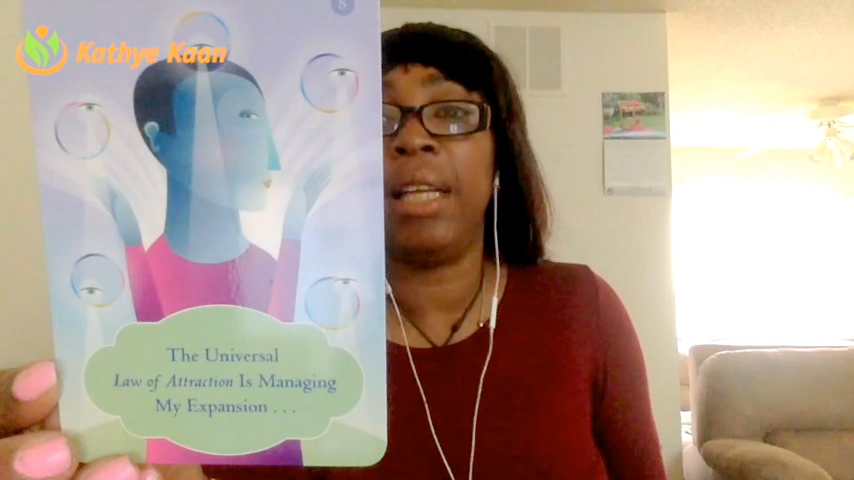 8
Kathye Kaan
The Universal
Law of Attraction Is Managing
My Expansion . . .